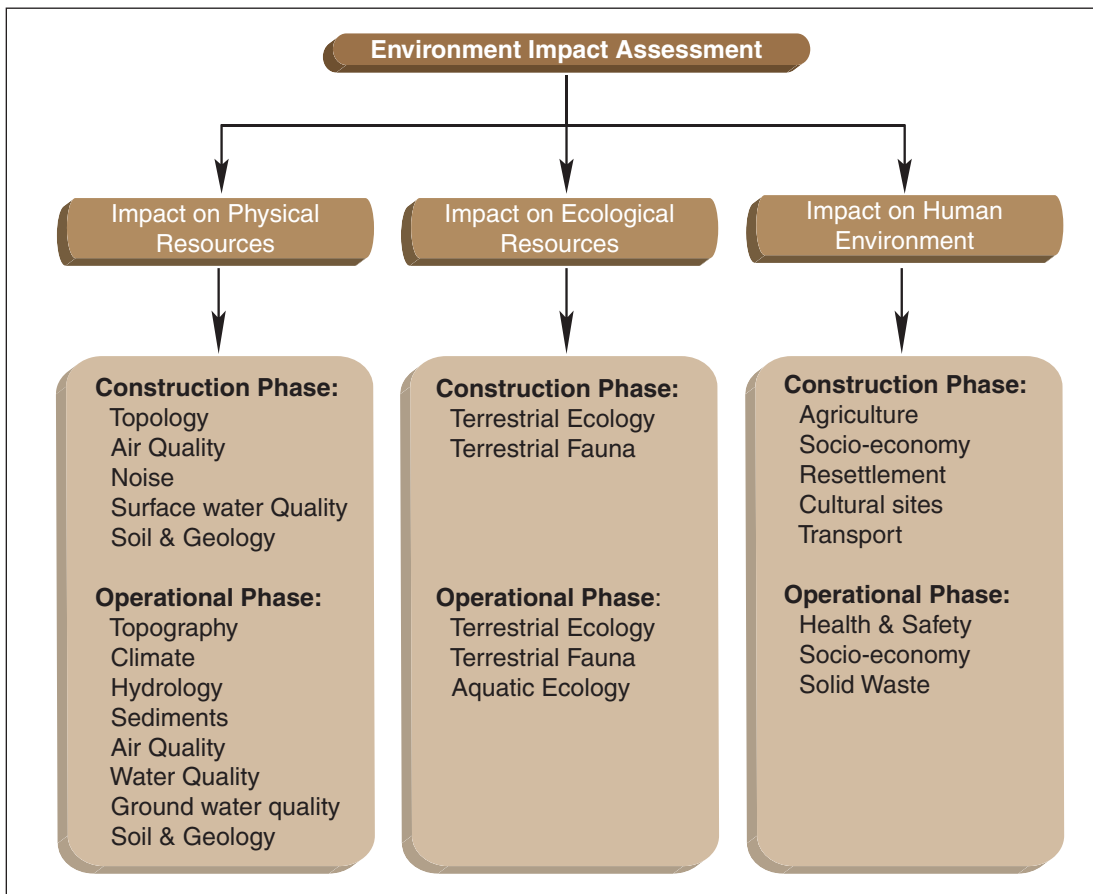 Environment Impact Assessment
Impact on Physical
Resources
Impact on Ecological
Resources
Impact on Human
Environment
Construction Phase:
Topology
Air Quality
Noise
Surface water Quality
Soil & Geology
Operational Phase:
Topography
Climate
Hydrology
Sediments
Air Quality
Water Quality
Ground water quality
Soil & Geology
Construction Phase:
Terrestrial Ecology
Terrestrial Fauna
Operational Phase:
Terrestrial Ecology
Terrestrial Fauna
Aquatic Ecology
Construction Phase:
Agriculture
Socio-economy
Resettlement
Cultural sites
Transport
Operational Phase:
Health & Safety
Socio-economy
Solid Waste